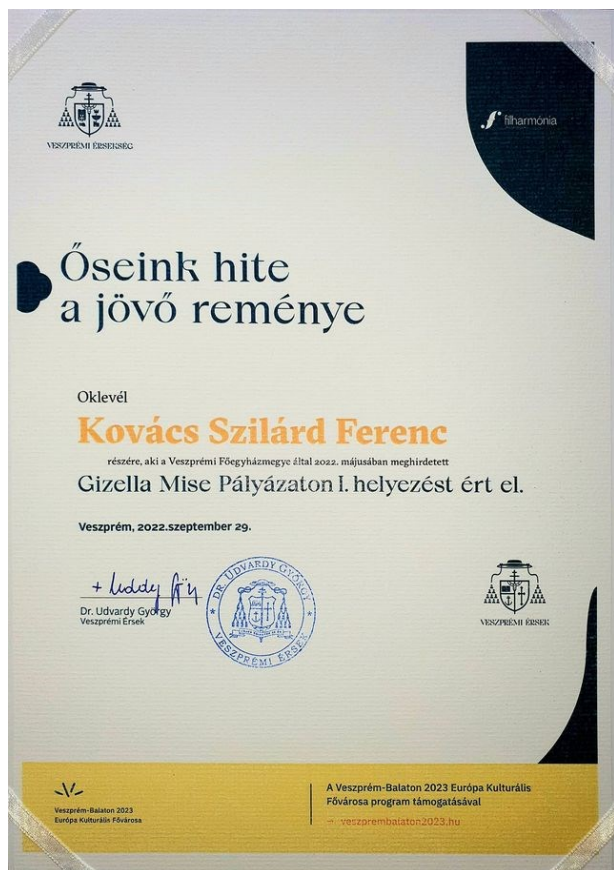 VESZPRÉMI ÉRSEKSÉG
filharmónia
Őseink hite
a jövő reménye
Oklevél
Kovács Szilárd Ferenc
részére, aki a Veszprémi Főegyházmegye által 2022. májusában meghirdetett
Gizella Mise Pályázaton I. helyezést ért el.
Veszprém, 2022.szeptember 29.
Dr. Udvardy György
Veszprémi Érsek
* DR. UDVARDY GYÖRGY *
VESZPRÉMI ÉRSEK
VESZPRÉMI ÉRSEK
Veszprém-Balaton 2023
Európa Kulturális Fővárosa
A Veszprém-Balaton 2023 Európa Kulturális
Fővárosa program támogatásával
→ veszprembalaton2023.hu